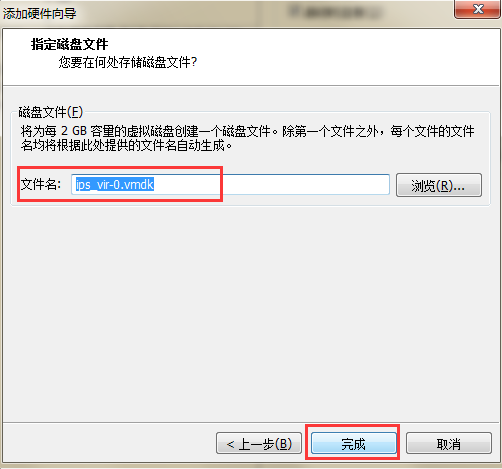 添加硬件向导
指定磁盘文件
您要在何处存储磁盘文件?
磁盘文件(F)
将为每 2 GB 容量的虚拟磁盘创建一个磁盘文件。除第一个文件之外，每个文件的文件
名均将根据此处提供的文件名自动生成。
文件名: ips_vir-0.vmdk 浏览(R)...
< 上一步(B) 完成 取消